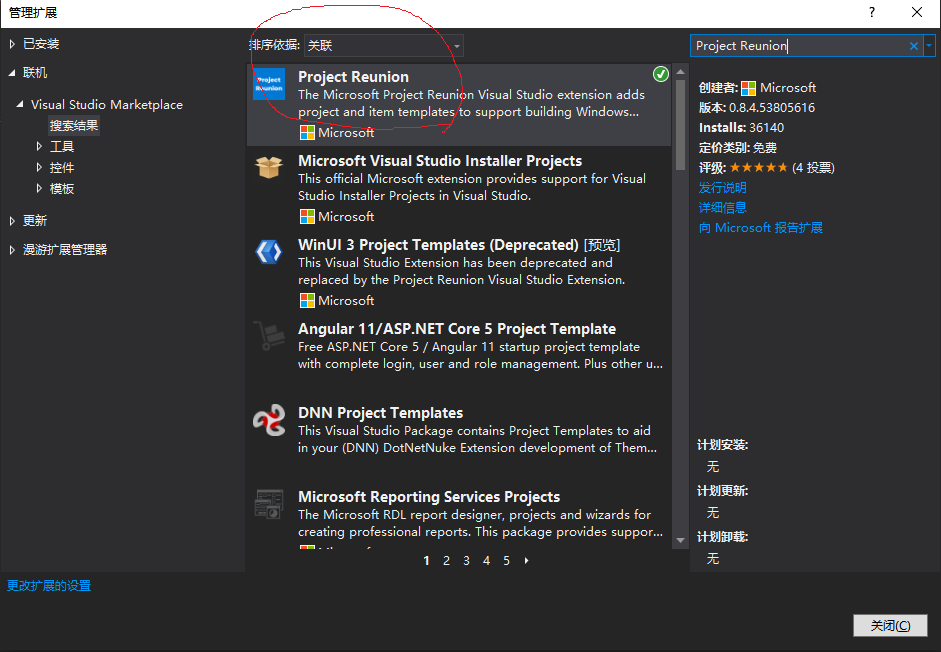 管理扩展
?
已安装
联机
Visual Studio Marketplace
搜索结果
工具
控件
模板
更新
漫游扩展管理器
更改扩展的设置
排序依据: 关联
Project Reunion
Project Reunion
The Microsoft Project Reunion Visual Studio extension adds
project and item templates to support building Windows...
Microsoft
Microsoft Visual Studio Installer Projects
This official Microsoft extension provides support for Visual
Studio Installer Projects in Visual Studio.
Microsoft
WinUI 3 Project Templates (Deprecated) [预览]
This Visual Studio Extension has been deprecated and
replaced by the Project Reunion Visual Studio Extension.
Microsoft
Angular 11/ASP.NET Core 5 Project Template
Free ASP.NET Core 5 / Angular 11 startup project template
with complete login, user and role management. Plus other u...
DNN Project Templates
This Visual Studio Package contains Project Templates to aid
in your (DNN) DotNetNuke Extension development of Them...
Microsoft Reporting Services Projects
The Microsoft RDL report designer, projects and wizards for
creating professional reports. This package provides suppor...
1 2 3 4 5
Project Reunion
创建者: Microsoft
版本: 0.8.4.53805616
Installs: 36140
定价类别: 免费
评级: ★★★★★ (4 投票)
发行说明
详细信息
向 Microsoft 报告扩展
计划安装:
无
计划更新:
无
计划卸载:
无
关闭(C)